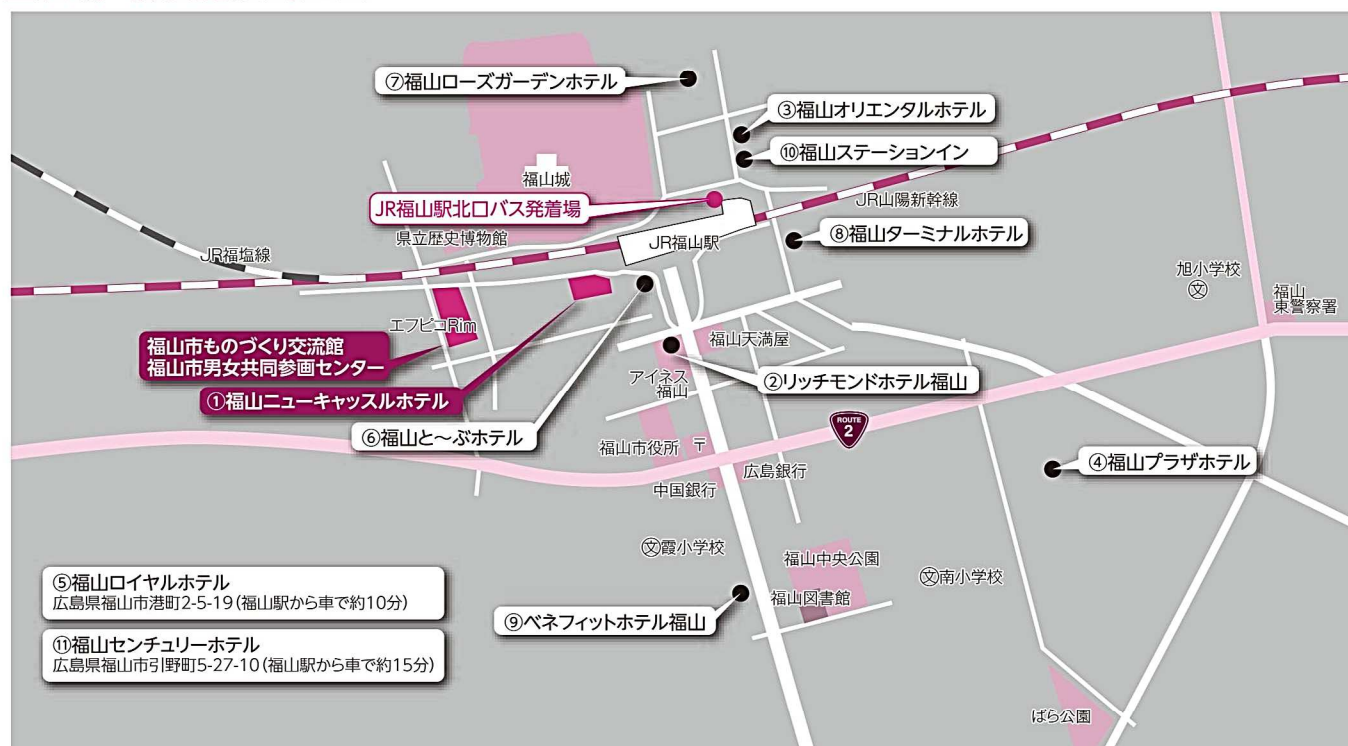 ⑦福山ローズガーデンホテル
③福山オリエンタルホテル
⑩福山ステーションイン
福山城
JR福山駅北口バス発着場
JR山陽新幹線
県立歴史博物館
JR福山駅
⑧福山ターミナルホテル
JR福塩線
旭小学校
文
福山
東警察署
エフピコRim
福山市ものづくり交流館
福山市男女共同参画センター
福山天満屋
アイネス
福山
②リッチモンドホテル福山
①福山ニューキャッスルホテル
ROUTE
2
⑥福山と〜ぶホテル
福山市役所
〒
広島銀行
中国銀行
④福山プラザホテル
文霞小学校
福山中央公園
文南小学校
⑤福山ロイヤルホテル
広島県福山市港町2-5-19(福山駅から車で約10分)
福山図書館
⑨ベネフィットホテル福山
⑪福山センチュリーホテル
広島県福山市引野町5-27-10(福山駅から車で約15分)
ばら公園